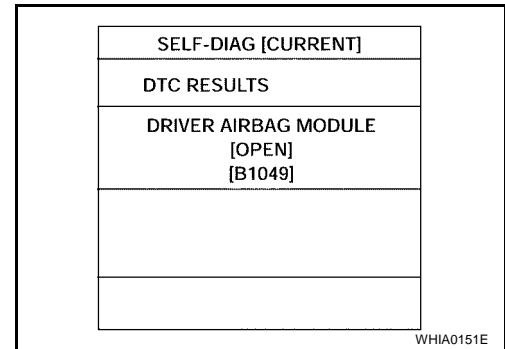 SELF-DIAG [CURRENT]
DTC RESULTS
DRIVER AIRBAG MODULE
[OPEN]
[B1049]
WHIA0151E